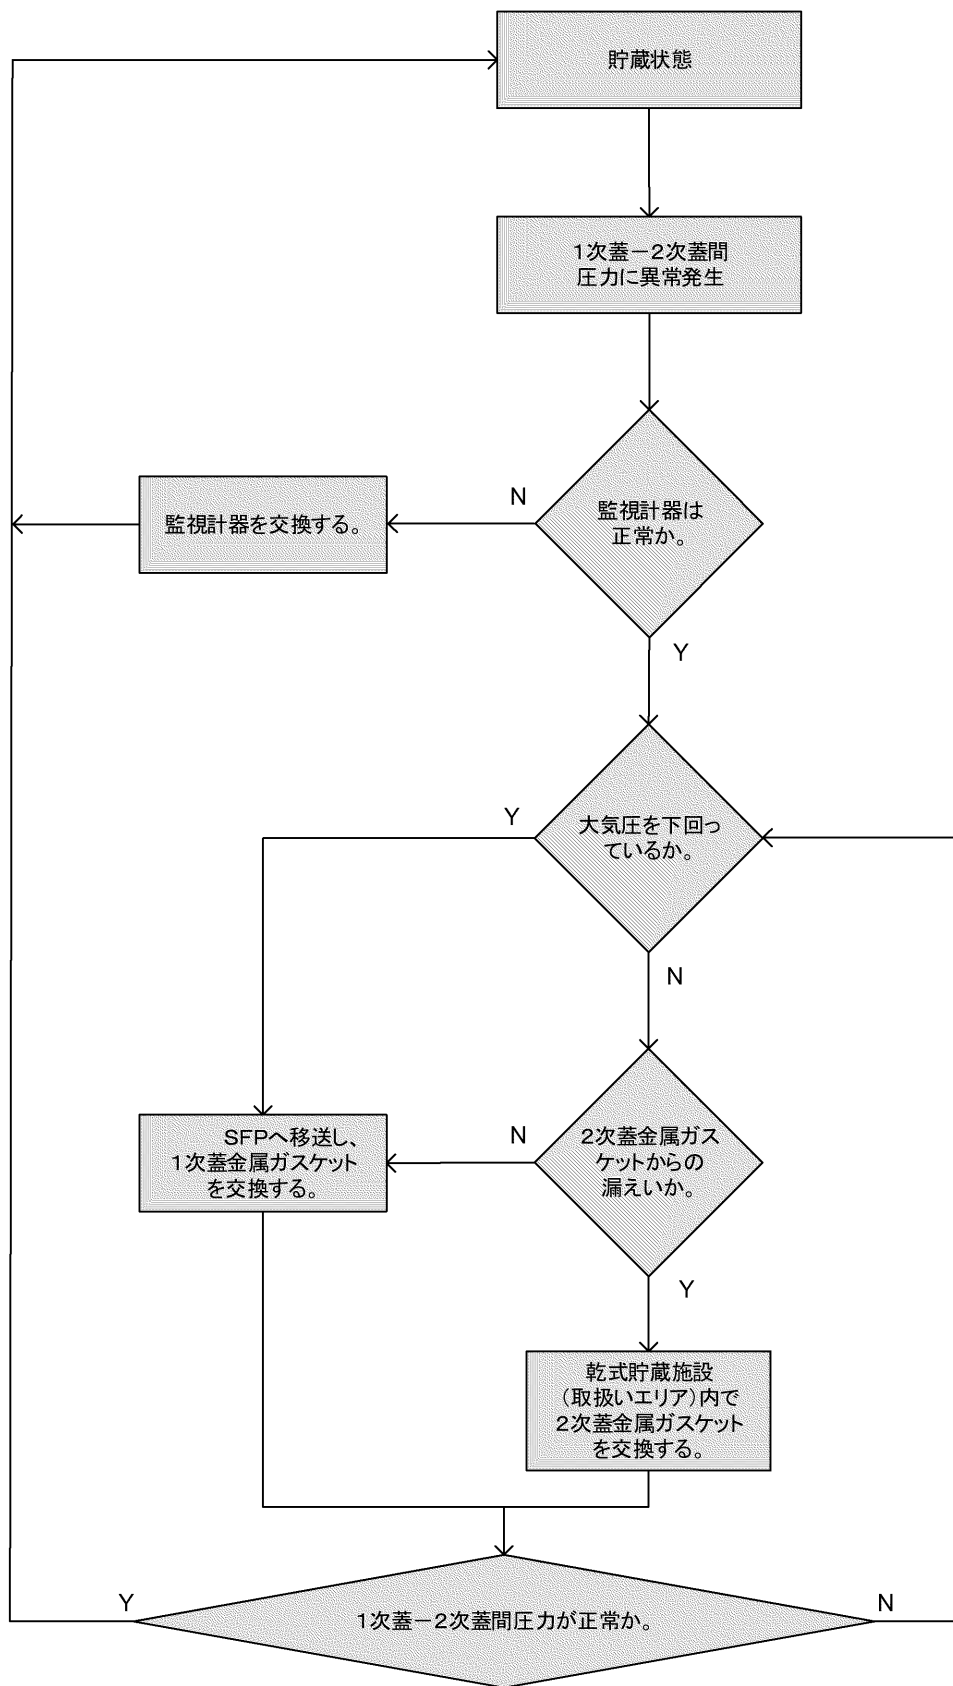 貯蔵状態
1次蓋－2次蓋間
圧力に異常発生
監視計器は
正常か。
N
監視計器を交換する。
Y
大気圧を下回っ
ているか。
Y
N
2次蓋金属ガス
ケットからの
漏えいか。
N
SFPへ移送し、
1次蓋金属ガスケット
を交換する。
Y
乾式貯蔵施設
(取扱いエリア)内で
2次蓋金属ガスケット
を交換する。
1次蓋－2次蓋間圧力が正常か。
Y
N